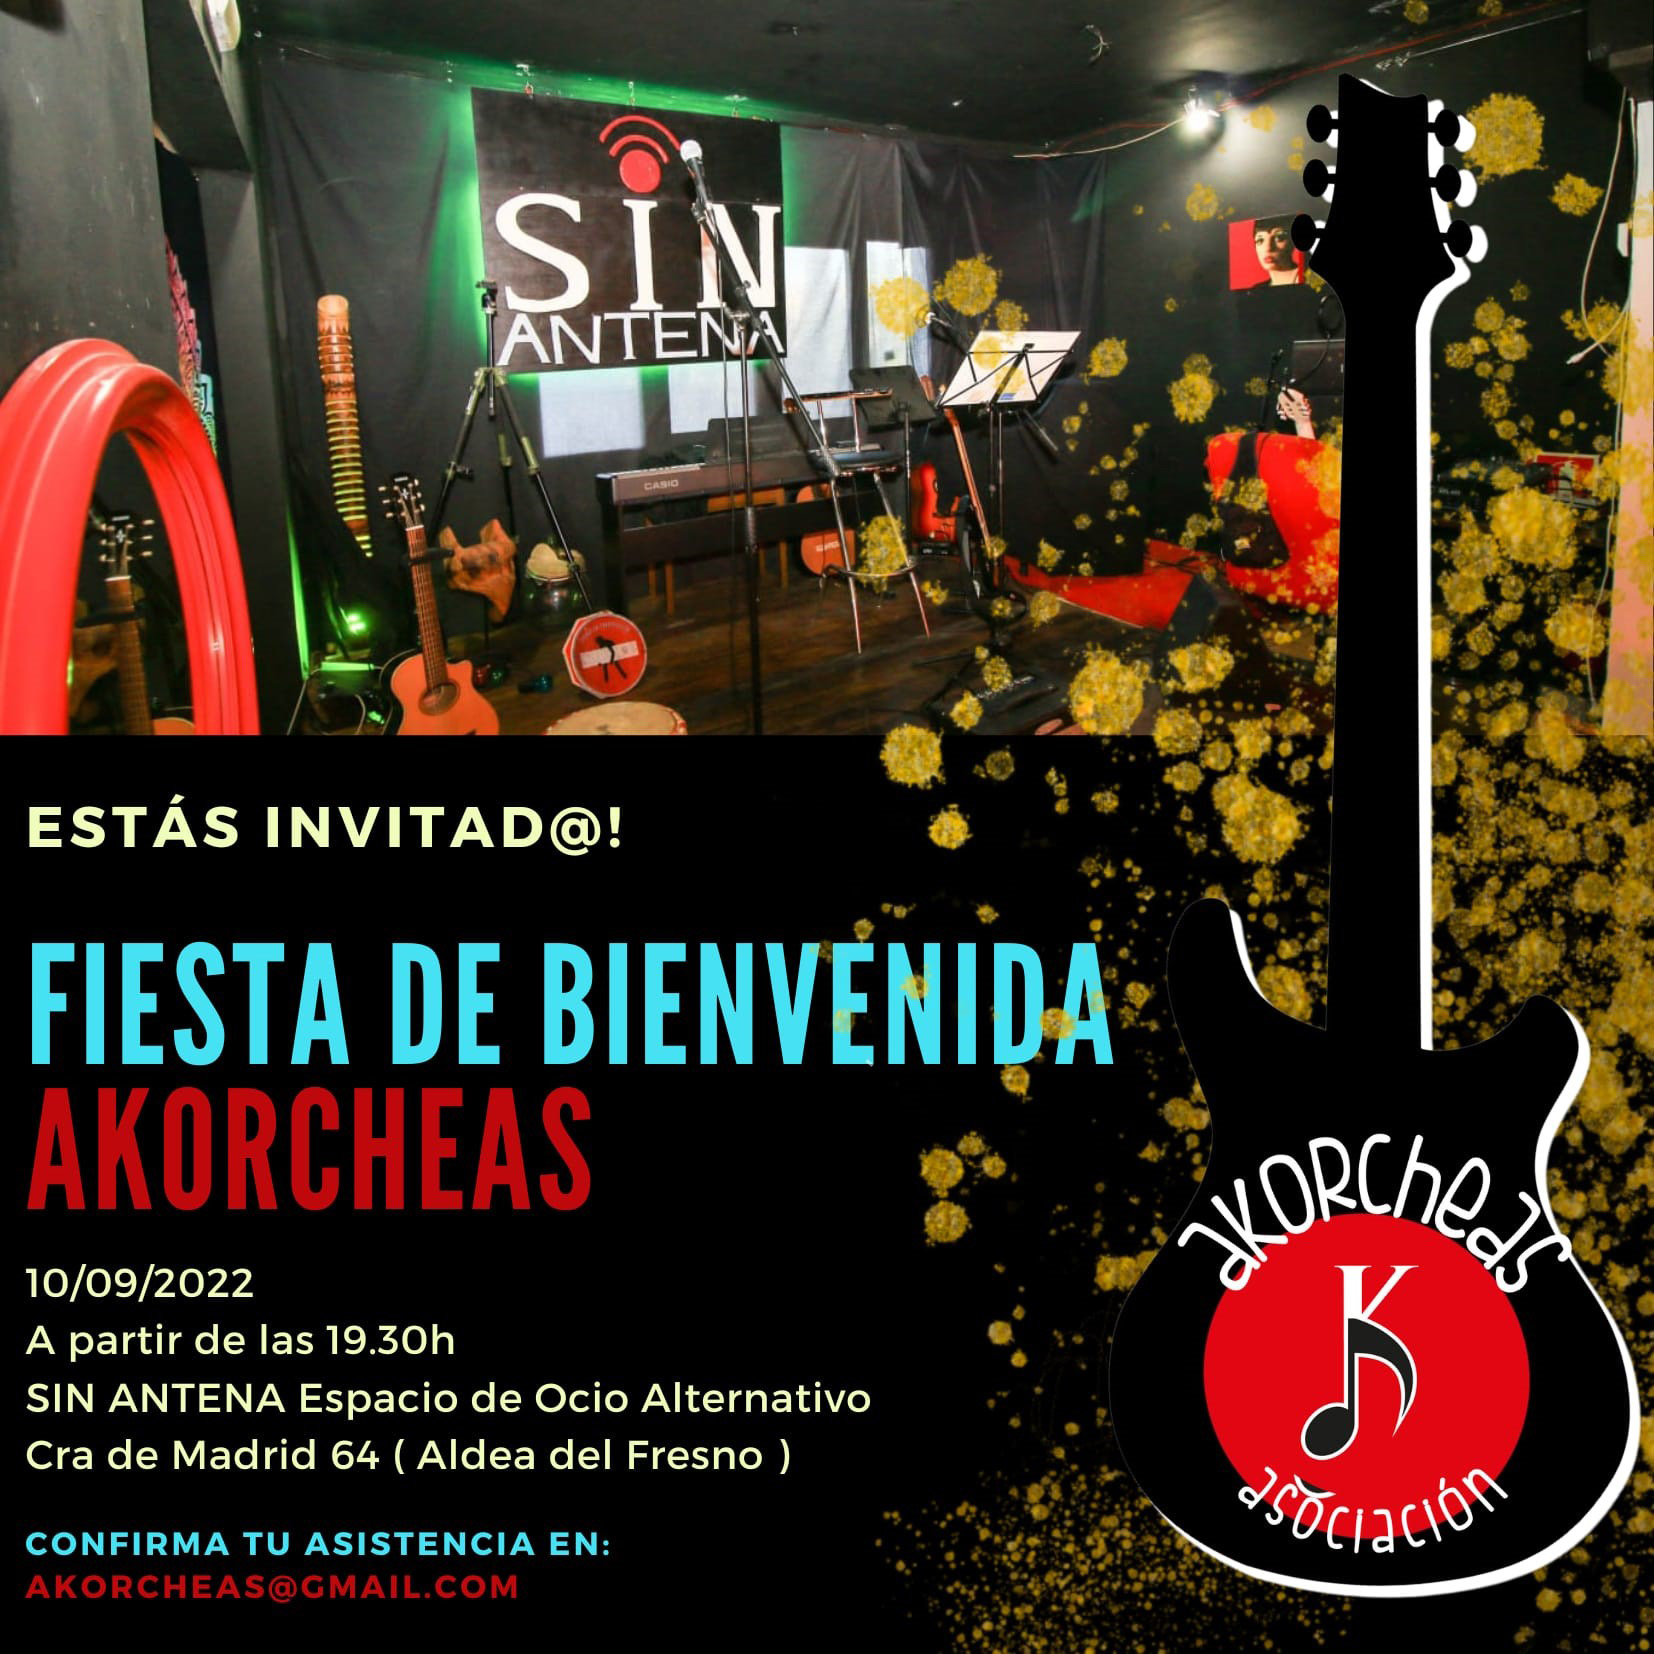 SIN
ANTENA
CASIO
ESTÁS INVITAD@!
FIESTA DE BIENVENIDA
AKORCHEAS
10/09/2022
A partir de las 19.30h
SIN ANTENA Espacio de Ocio Alternativo
Cra de Madrid 64 ( Aldea del Fresno )
CONFIRMA TU ASISTENCIA EN:
AKORCHEAS@GMAIL.COM
akorcheas
K
asociación